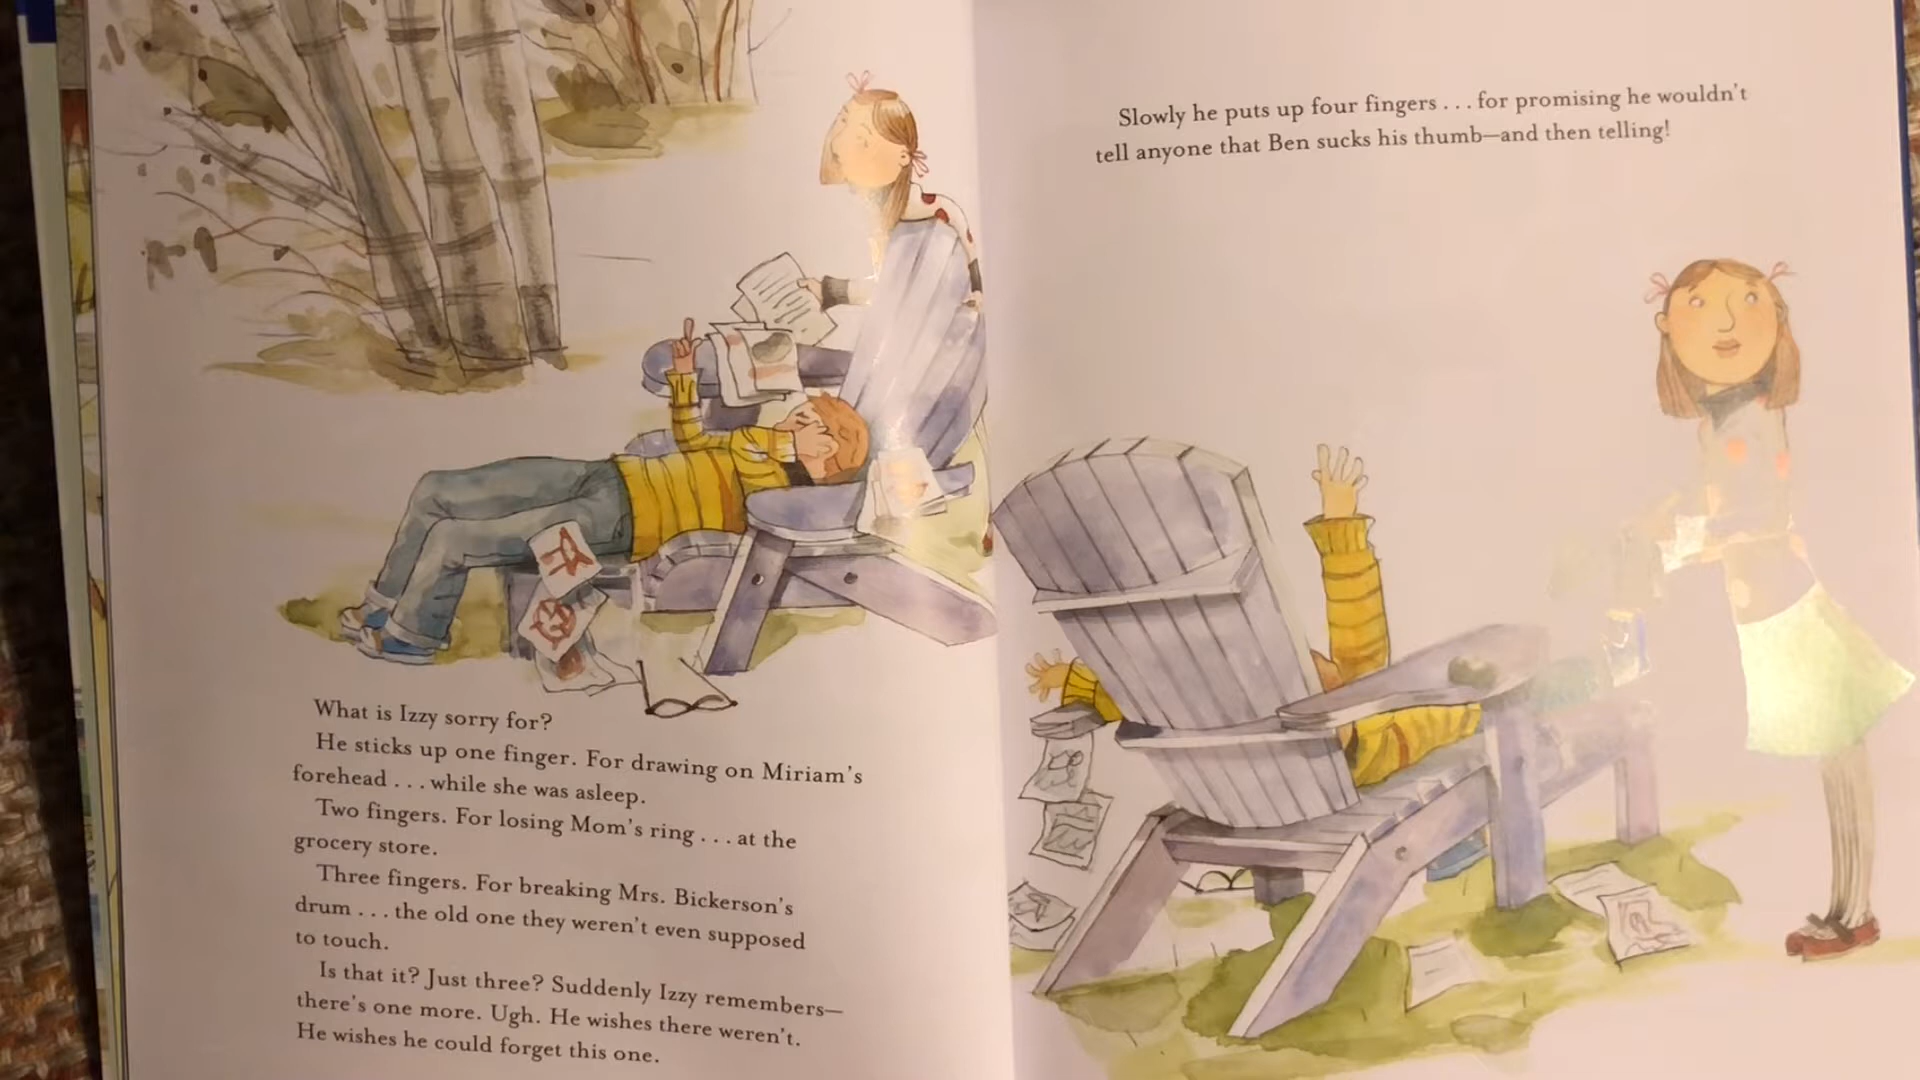 What is Izzy sorry for?
He sticks up one finger. For drawing on Miriam's
forehead . . . while she was asleep.
Two fingers. For losing Mom's ring . . . at the
grocery store.
Three fingers. For breaking Mrs. Bickerson's
drum . . . the old one they weren't even supposed
to touch.
Is that it? Just three? Suddenly Izzy remembers—
there's one more. Ugh. He wishes there weren't.
He wishes he could forget this one.
Slowly he puts up four fingers . . . for promising he wouldn't
tell anyone that Ben sucks his thumb—and then telling!